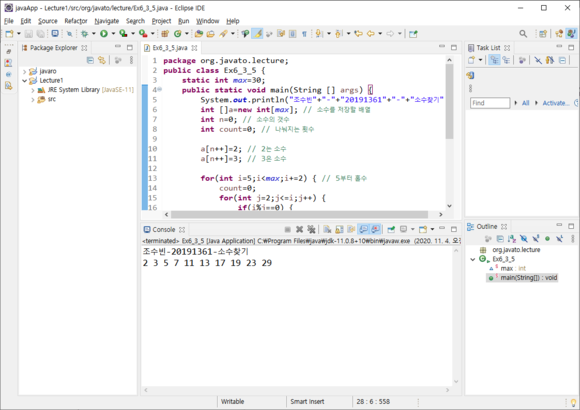 javaApp - Lecture1/src/org/javato/lecture/Ex6_3_5.java - Eclipse IDE
File Edit Source Refactor Navigate Search Project Run Window Help
Package Explorer
javaro
Lecture1
JRE System Library [JavaSE-11]
src
Ex6_3_5.java
1 package org.javato.lecture;
2 public class Ex6_3_5 {
3 static int max=30;
4 public static void main(String [] args) {
5 System.out.println("조수빈"+"-"+"20191361"+"-"+"소수찾기"
6 int []a=new int[max]; // 소수를 저장할 배열
7 int n=0; // 소수의 갯수
8 int count=0; // 나눠지는 횟수
9
10 a[n++]=2; // 2는 소수
11 a[n++]=3; // 3은 소수
12
13 for(int i=5;i<max;i+=2) { // 5부터 홀수
14 count=0;
15 for(int j=2;j<=i;j++) {
16 if(i%j==0) {
Console
<terminated> Ex6_3_5 [Java Application] C:₩Program Files₩java₩jdk-11.0.8+10₩bin₩javaw.exe (2020. 11. 4. 오
조수빈-20191361-소수찾기
2 3 5 7 11 13 17 19 23 29
Task List
Find
All
Activate...
Outline
org.javato.lecture
Ex6_3_5
max : int
main(String[]) : void
Writable
Smart Insert
28 : 6 : 558